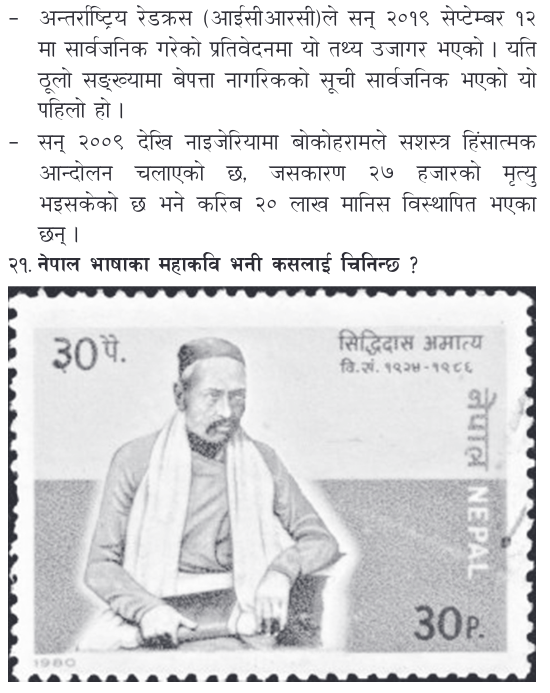 – अन्तर्राष्ट्रिय रेडक्रस (आईसीआरसी)ले सन् २०१९ सेप्टेम्बर १२
मा सार्वजनिक गरेको प्रतिवेदनमा यो तथ्य उजागर भएको । यति
ठूलो सङ्ख्यामा बेपत्ता नागरिकको सूची सार्वजनिक भएको यो
पहिलो हो ।
– सन् २००९ देखि नाइजेरियामा बोकोहरामले सशस्त्र हिंसात्मक
आन्दोलन चलाएको छ, जसकारण २७ हजारको मृत्यु
भइसकेको छ भने करिब २० लाख मानिस विस्थापित भएका
छन् ।
२१. नेपाल भाषाका महाकवि भनी कसलाई चिनिन्छ ?
३० पै.
सिद्धिदास अमात्य
वि.सं. १९२४-१९८६
नेपाल NEPAL
30 P.
1980